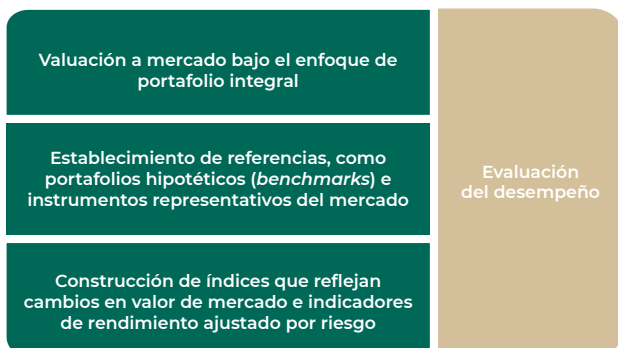 Valuación a mercado bajo el enfoque de
portafolio integral
Establecimiento de referencias, como
portafolios hipotéticos (benchmarks) e
instrumentos representativos del mercado
Construcción de índices que reflejan
cambios en valor de mercado e indicadores
de rendimiento ajustado por riesgo
Evaluación
del desempeño